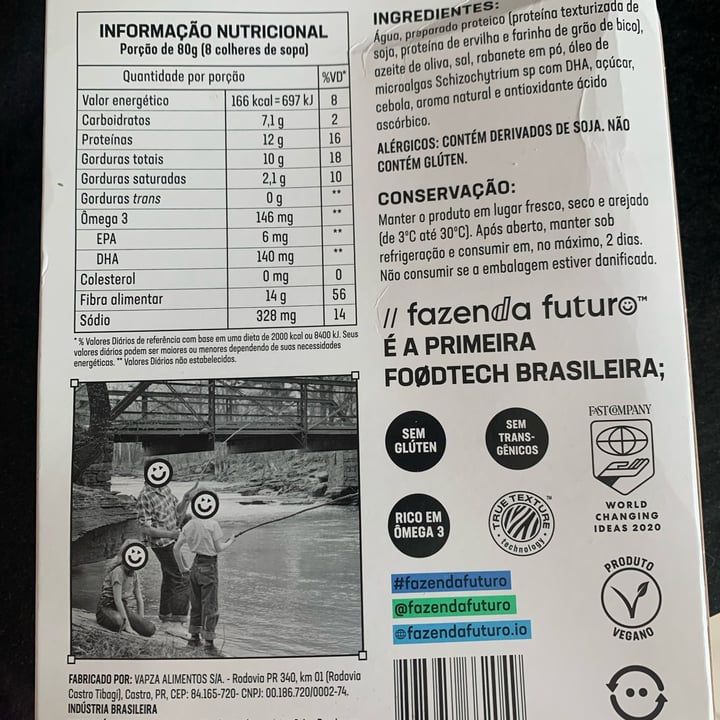 INFORMAÇÃO NUTRICIONAL
Porção de 80g (8 colheres de sopa)
Quantidade por porção %VD*
Valor energético 166 kcal=697 kJ 8
Carboidratos 7,1 g 2
Proteínas 12 g 16
Gorduras totais 10 g 18
Gorduras saturadas 2,1 g 10
Gorduras trans 0 g **
Ômega 3 146 mg **
EPA 6 mg **
DHA 140 mg **
Colesterol 0 mg 0
Fibra alimentar 14 g 56
Sódio 328 mg 14
* % Valores Diários de referência com base em uma dieta de 2000 kcal ou 8400 kJ. Seus
valores diários podem ser maiores ou menores dependendo de suas necessidades
energéticas. ** Valores Diários não estabelecidos.
FABRICADO POR: VAPZA ALIMENTOS S/A. - Rodovia PR 340, km 01 (Rodovia
Castro Tibagi), Castro, PR, CEP: 84.165-720- CNPJ: 00.186.720/0002-74.
INDÚSTRIA BRASILEIRA
INGREDIENTES:
Água, preparado proteico (proteína texturizada de
soja, proteína de ervilha e farinha de grão de bico),
azeite de oliva, sal, rabanete em pó, óleo de
microalgas Schizochytrium sp com DHA, açúcar,
cebola, aroma natural e antioxidante ácido
ascórbico.
ALÉRGICOS: CONTÉM DERIVADOS DE SOJA. NÃO
CONTÉM GLÚTEN.
CONSERVAÇÃO:
Manter o produto em lugar fresco, seco e arejado
(de 3ºC até 30ºC). Após aberto, manter sob
refrigeração e consumir em, no máximo, 2 dias.
Não consumir se a embalagem estiver danificada.
// fazenda futuro™
É A PRIMEIRA
FOØDTECH BRASILEIRA;
SEM
GLÚTEN
SEM
TRANS-
GÊNICOS
FAST COMPANY
WORLD
CHANGING
IDEAS 2020
RICO EM
ÔMEGA 3
TRUE TEXTURE™
technology
#fazendafuturo
@fazendafuturo
fazendafuturo.io
PRODUTO
VEGANO